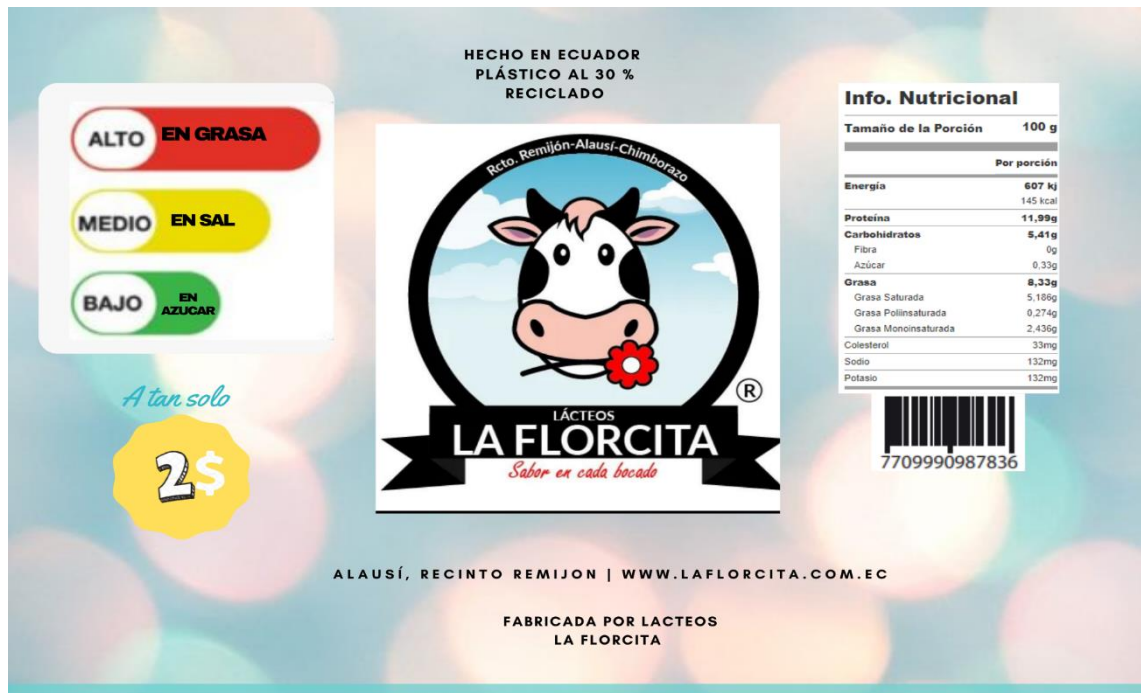 HECHO EN ECUADOR
PLÁSTICO AL 30 %
RECICLADO
ALTO EN GRASA
MEDIO EN SAL
BAJO EN
AZUCAR
A tan solo
2$
Rcto. Remijón-Alausí-Chimborazo
®
LÁCTEOS
LA FLORCITA
Sabor en cada bocado
Info. Nutricional
Tamaño de la Porción 100 g
Por porción
Energía 607 kj
145 kcal
Proteína 11,99g
Carbohidratos 5,41g
Fibra 0g
Azúcar 0,33g
Grasa 8,33g
Grasa Saturada 5,186g
Grasa Poliinsaturada 0,274g
Grasa Monoinsaturada 2,436g
Colesterol 33mg
Sodio 132mg
Potasio 132mg
7709990987836
ALAUSÍ, RECINTO REMIJON | WWW.LAFLORCITA.COM.EC
FABRICADA POR LACTEOS
LA FLORCITA